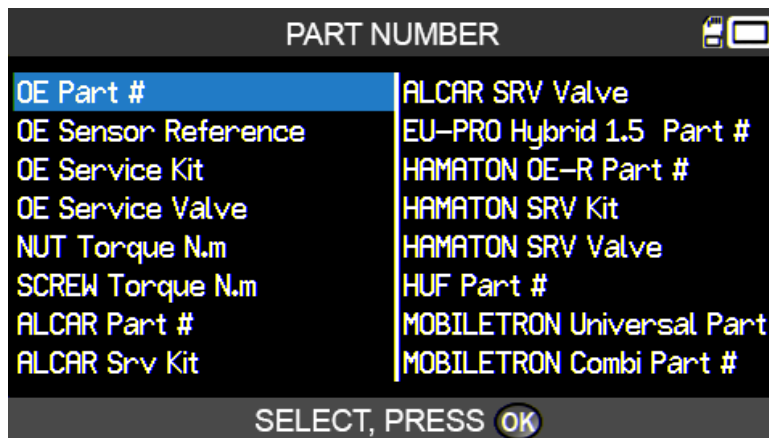 PART NUMBER
OE Part #
OE Sensor Reference
OE Service Kit
OE Service Valve
NUT Torque N.m
SCREW Torque N.m
ALCAR Part #
ALCAR Srv Kit
ALCAR SRV Valve
EU-PRO Hybrid 1.5 Part #
HAMATON OE-R Part #
HAMATON SRV Kit
HAMATON SRV Valve
HUF Part #
MOBILETRON Universal Part
MOBILETRON Combi Part #
SELECT, PRESS OK